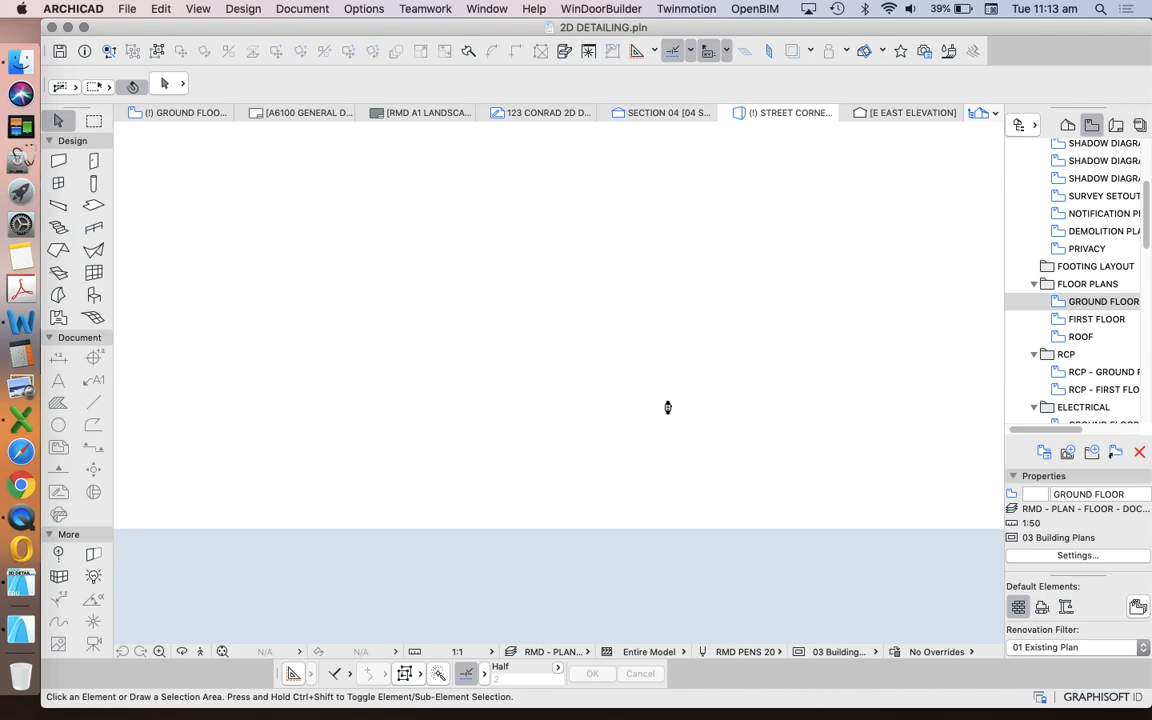 ARCHICAD File Edit View Design Document Options Teamwork Window Help WindorBuilder Twinmotion OpenBIM 39% Tue 11:13 am
2D DETAILING.pln
(!) GROUND FLOO... [A6100 GENERAL D... [RMD A1 LANDSCA... 123 CONRAD 2D D... SECTION 04 [04 S... (!) STREET CORNE... [E EAST ELEVATION]
Design
Document
More
SHADOW DIAGRA
SHADOW DIAGRA
SHADOW DIAGRA
SURVEY SETOUT
NOTIFICATION PI
DEMOLITION PLA
PRIVACY
FOOTING LAYOUT
FLOOR PLANS
GROUND FLOOR
FIRST FLOOR
ROOF
RCP
RCP - GROUND F
RCP - FIRST FLO
ELECTRICAL
Properties
GROUND FLOOR
RMD - PLAN - FLOOR - DOC...
1:50
03 Building Plans
Settings...
Default Elements:
Renovation Filter:
01 Existing Plan
N/A N/A 1:1 RMD - PLAN... Entire Model RMD PENS 20 03 Building... No Overrides
Half
2
OK Cancel
Click an Element or Draw a Selection Area. Press and Hold Ctrl+Shift to Toggle Element/Sub-Element Selection.
GRAPHISOFT ID